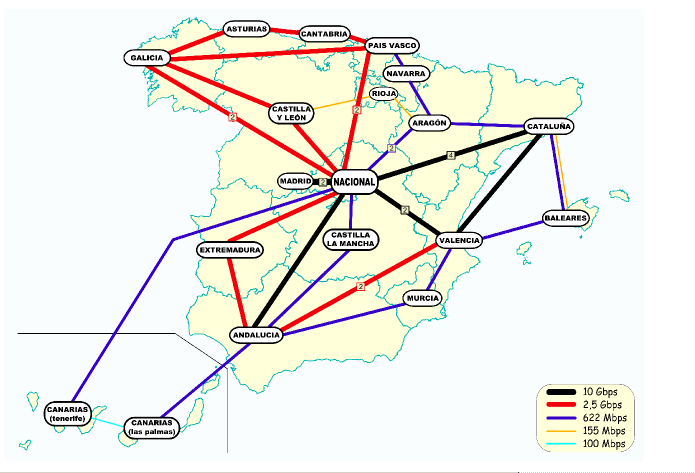 ASTURIAS
CANTABRIA
PAIS VASCO
GALICIA
NAVARRA
RIOJA
CASTILLA
Y LEÓN
2
2
ARAGÓN
CATALUÑA
2
4
MADRID
2
NACIONAL
2
BALEARES
CASTILLA
LA MANCHA
VALENCIA
EXTREMADURA
2
MURCIA
ANDALUCIA
CANARIAS
(tenerife)
CANARIAS
(las palmas)
10 Gbps
2,5 Gbps
622 Mbps
155 Mbps
100 Mbps